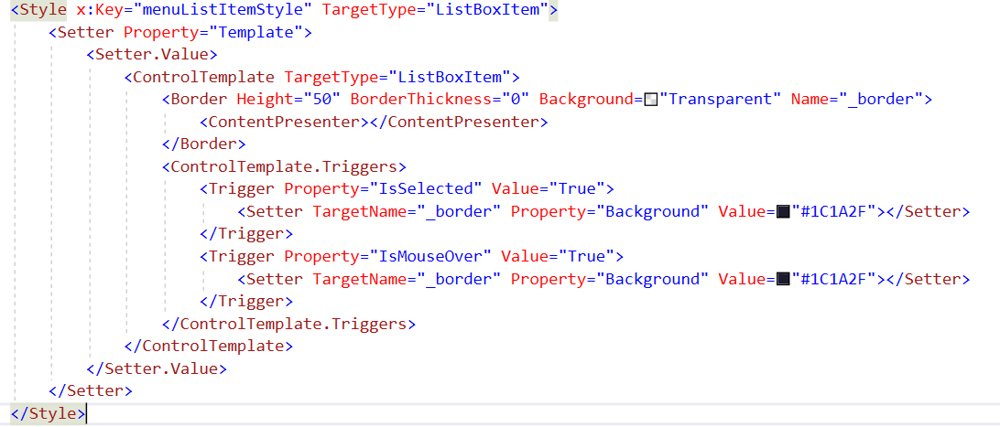 <Style x:Key="menuListItemStyle" TargetType="ListBoxItem">
    <Setter Property="Template">
        <Setter.Value>
            <ControlTemplate TargetType="ListBoxItem">
                <Border Height="50" BorderThickness="0" Background="Transparent" Name="_border">
                    <ContentPresenter></ContentPresenter>
                </Border>
                <ControlTemplate.Triggers>
                    <Trigger Property="IsSelected" Value="True">
                        <Setter TargetName="_border" Property="Background" Value="#1C1A2F"></Setter>
                    </Trigger>
                    <Trigger Property="IsMouseOver" Value="True">
                        <Setter TargetName="_border" Property="Background" Value="#1C1A2F"></Setter>
                    </Trigger>
                </ControlTemplate.Triggers>
            </ControlTemplate>
        </Setter.Value>
    </Setter>
</Style>